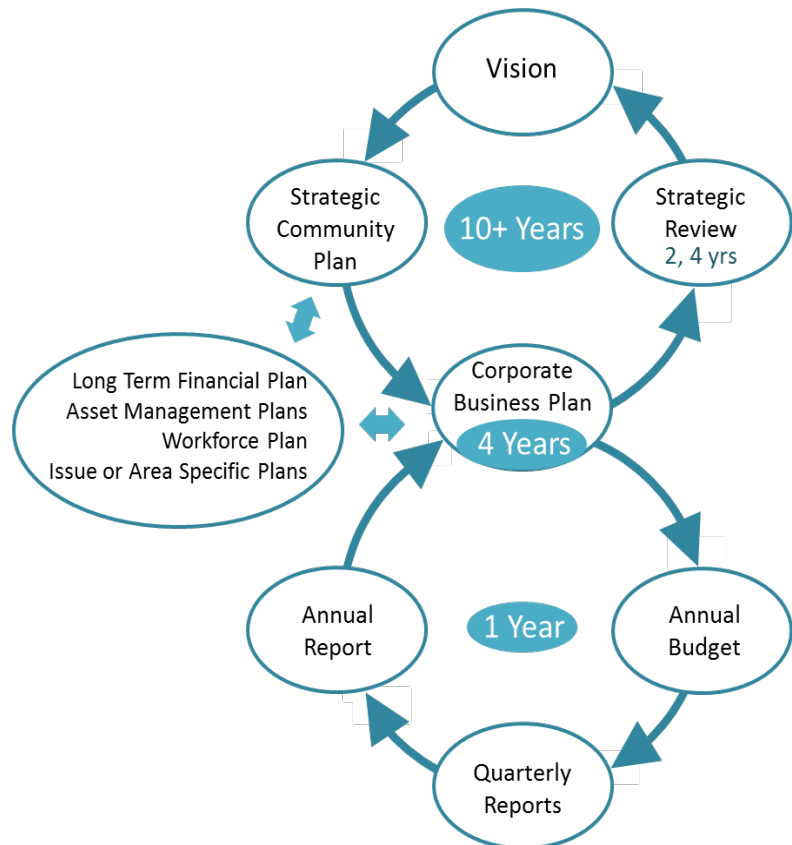 Vision
Strategic
Community
Plan
10+ Years
Strategic
Review
2, 4 yrs
Long Term Financial Plan
Asset Management Plans
Workforce Plan
Issue or Area Specific Plans
Corporate
Business Plan
4 Years
Annual
Report
1 Year
Annual
Budget
Quarterly
Reports